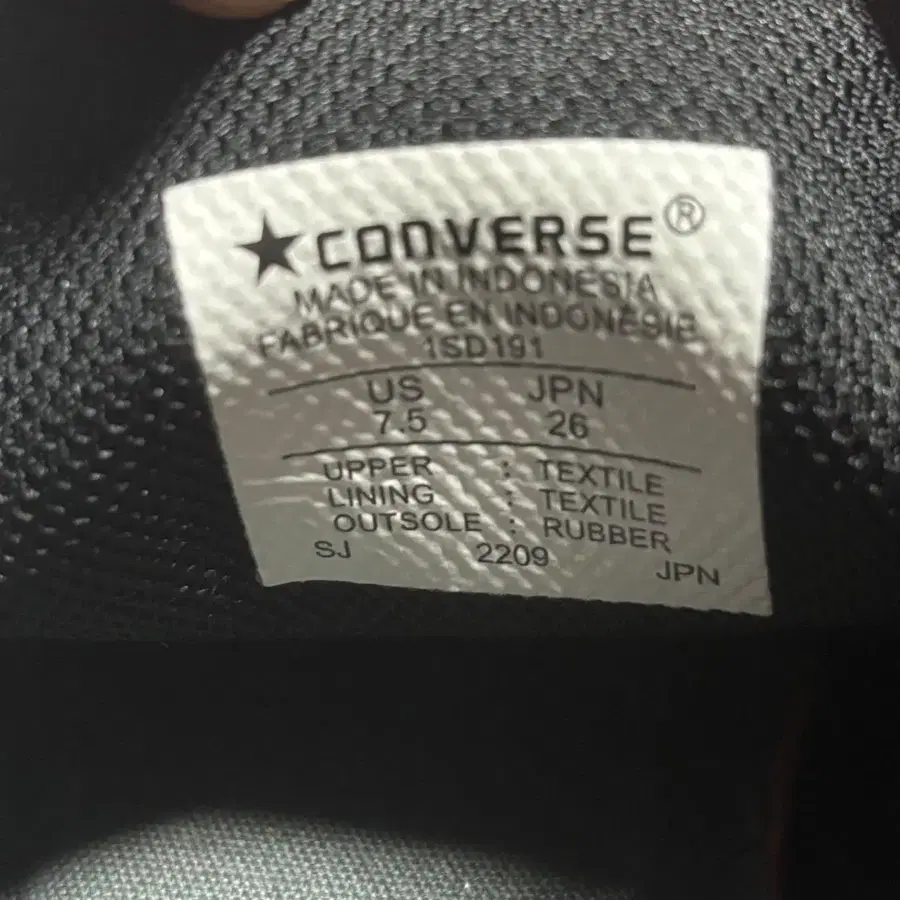 ★CONVERSE®
MADE IN INDONESIA
FABRIQUE EN INDONÉSIE
1SD191
US JPN
7.5 26
UPPER : TEXTILE
LINING : TEXTILE
OUTSOLE : RUBBER
SJ 2209 JPN